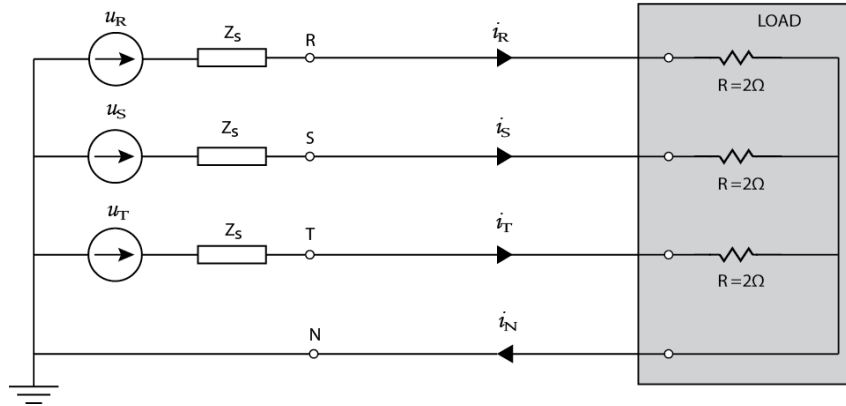 u_R
Z_s
R
i_R
LOAD
R=2Ω
u_S
Z_s
S
i_S
R=2Ω
u_T
Z_s
T
i_T
R=2Ω
N
i_N